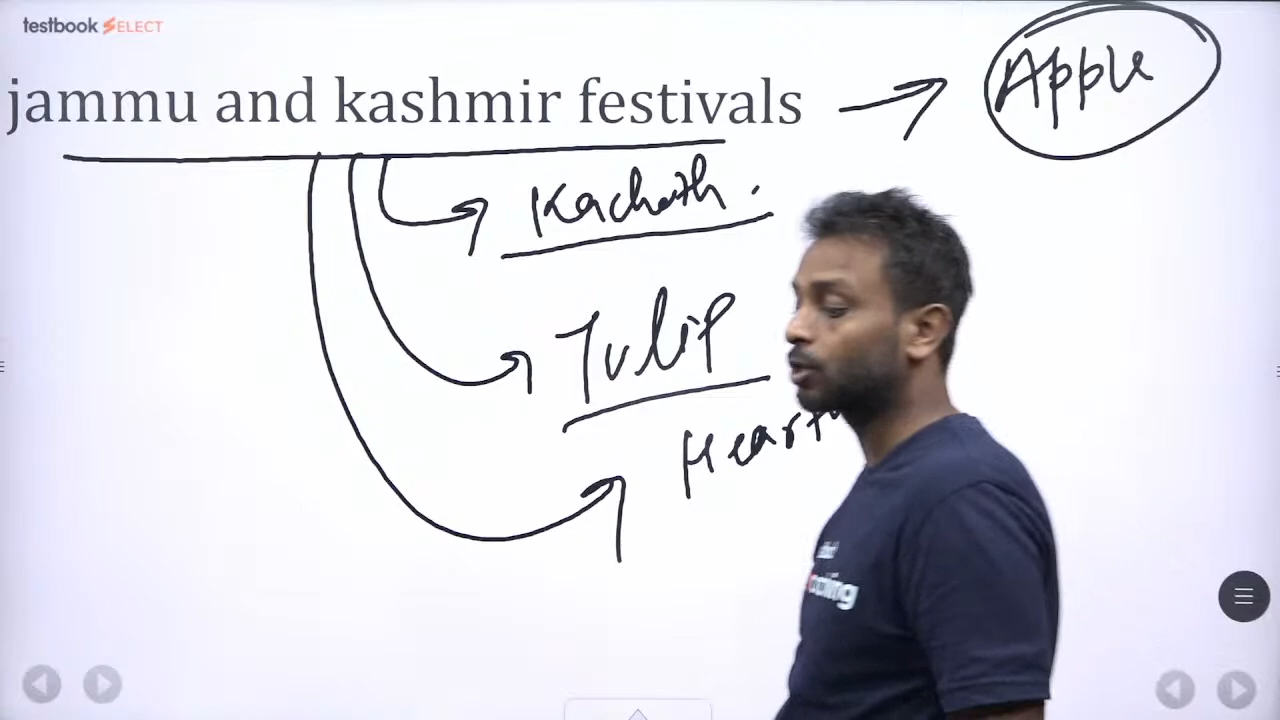 testbook SELECT
jammu and kashmir festivals
Apple
Kachath.
Tulip